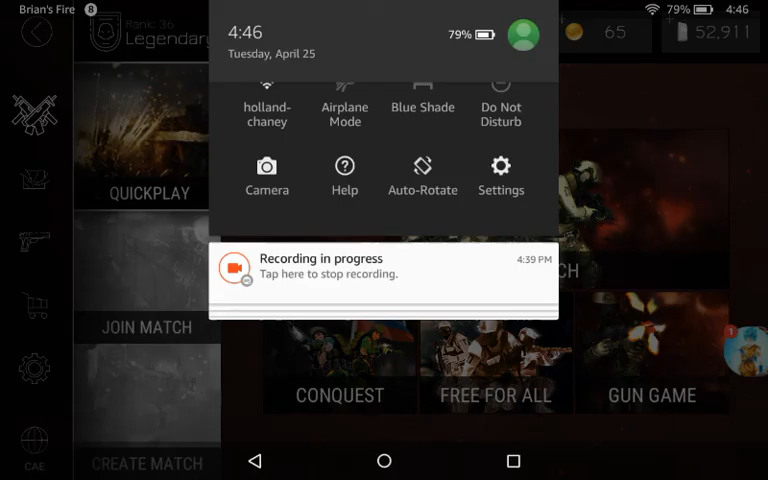 Brian's Fire 8
79% 4:46
Rank: 36
Legendary
65
52,911
4:46
79%
Tuesday, April 25
holland-
chaney
Airplane
Mode
Blue Shade
Do Not
Disturb
Camera
Help
Auto-Rotate
Settings
Recording in progress
4:39 PM
Tap here to stop recording.
QUICKPLAY
JOIN MATCH
CREATE MATCH
CH
CONQUEST
FREE FOR ALL
GUN GAME
1
CAE